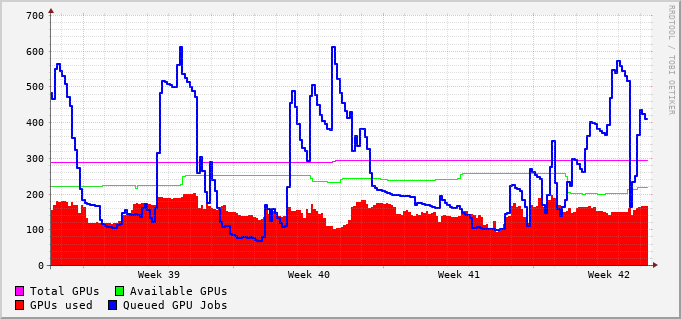 700
600
500
400
300
200
100
0
Week 39 Week 40 Week 41 Week 42
Total GPUs Available GPUs
GPUs used Queued GPU Jobs
RRDTOOL / TOBI OETIKER